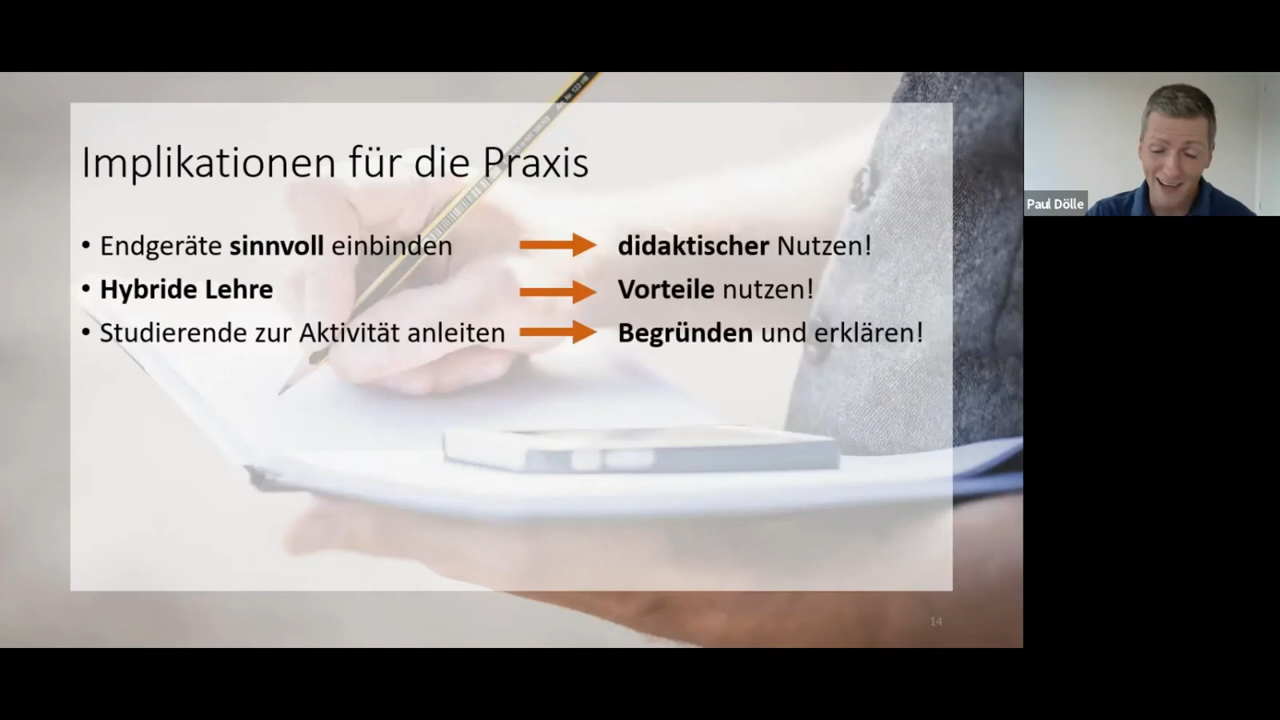 Implikationen für die Praxis
• Endgeräte sinnvoll einbinden didaktischer Nutzen!
• Hybride Lehre Vorteile nutzen!
• Studierende zur Aktivität anleiten Begründen und erklären!
14
Paul Dölle